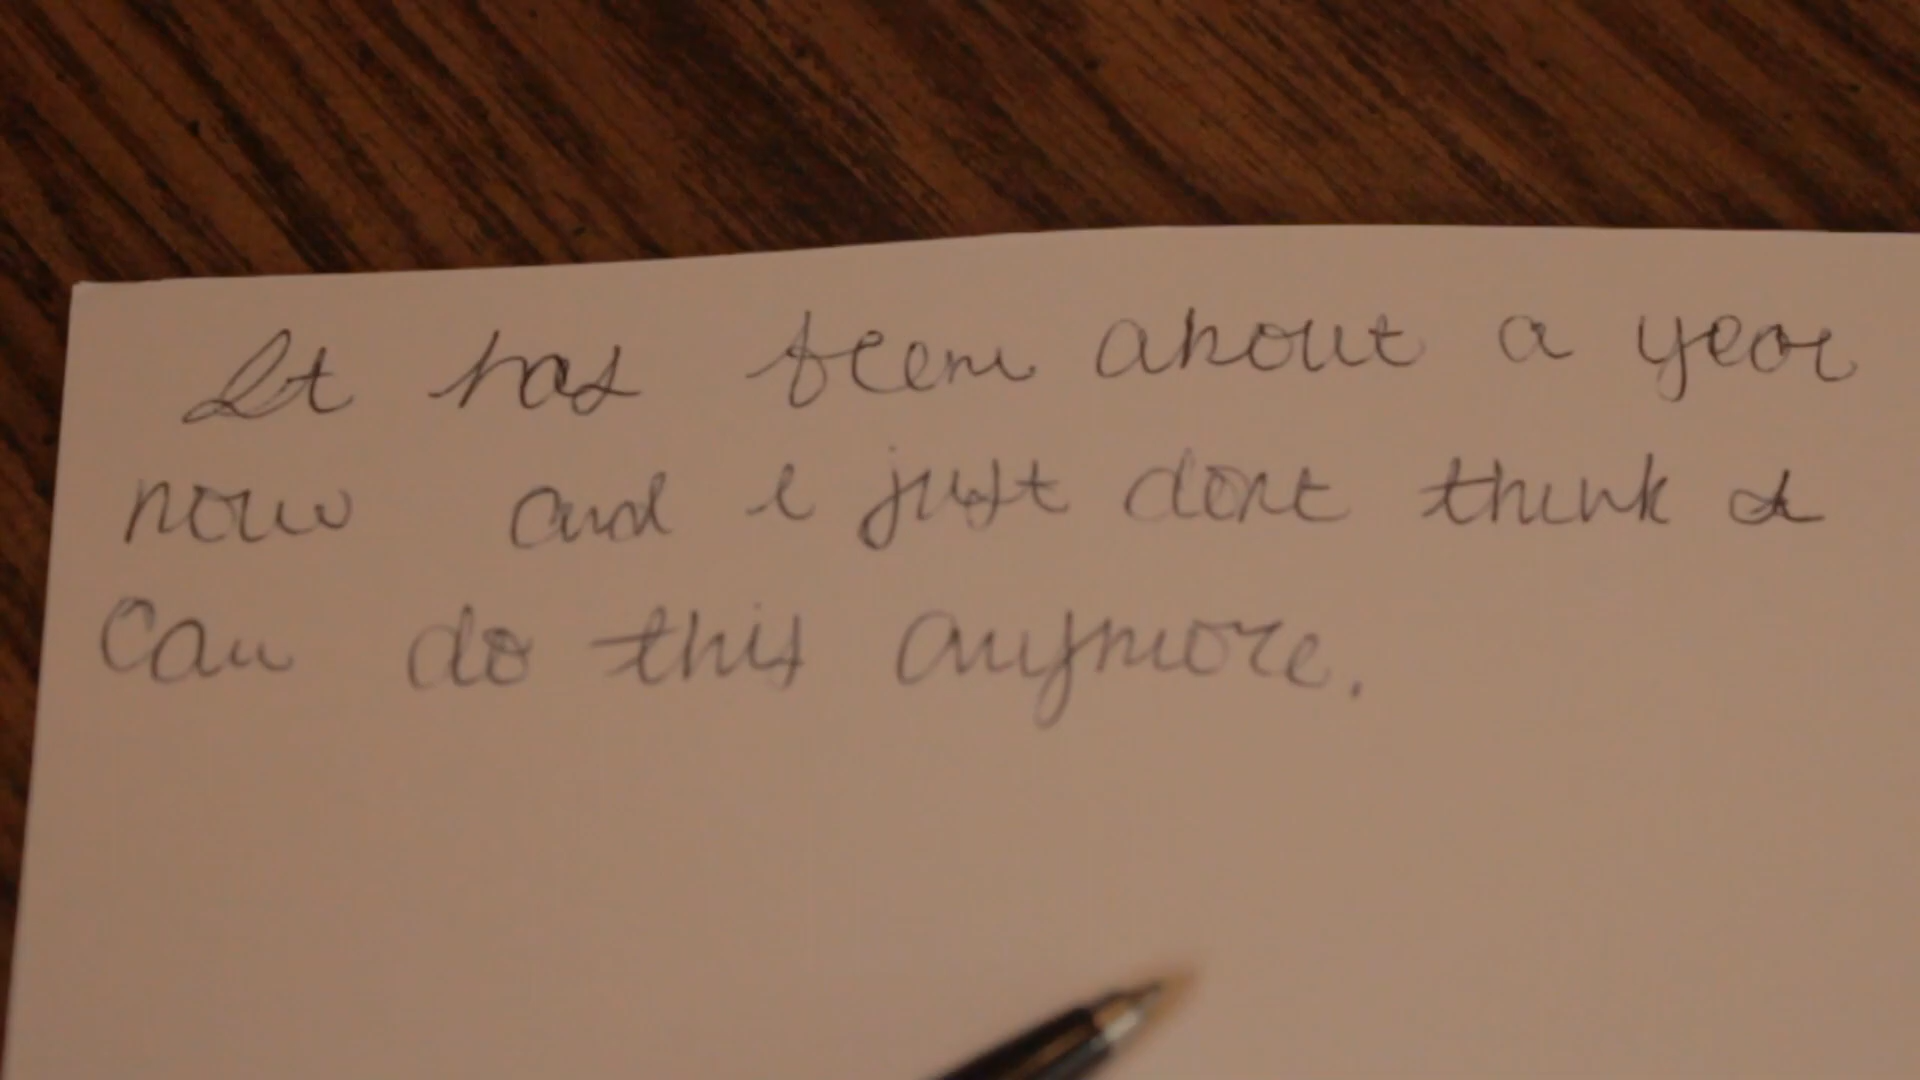 It has been about a year
now and i just dont think I
can do this anymore.